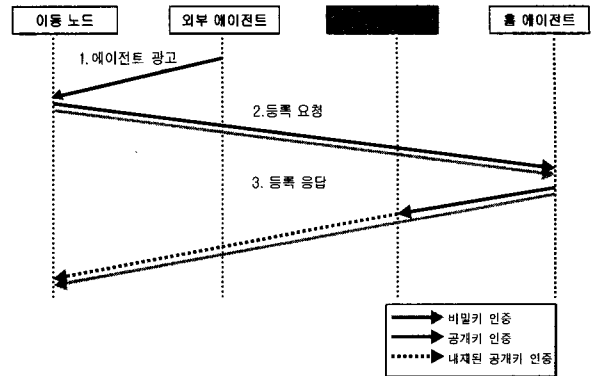 이동 노드
외부 에이전트
홈 에이전트
1. 에이전트 광고
2.등록 요청
3. 등록 응답
비밀키 인증
공개키 인증
내재된 공개키 인증